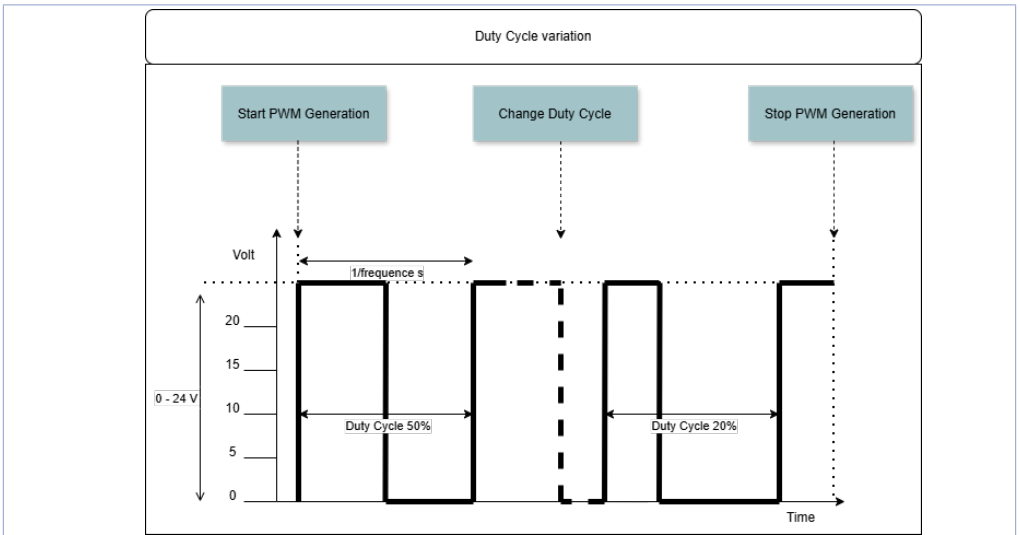 Duty Cycle variation
Start PWM Generation
Change Duty Cycle
Stop PWM Generation
Volt
1/frequence s
20
15
0 - 24 V
10
Duty Cycle 50%
Duty Cycle 20%
5
0
Time